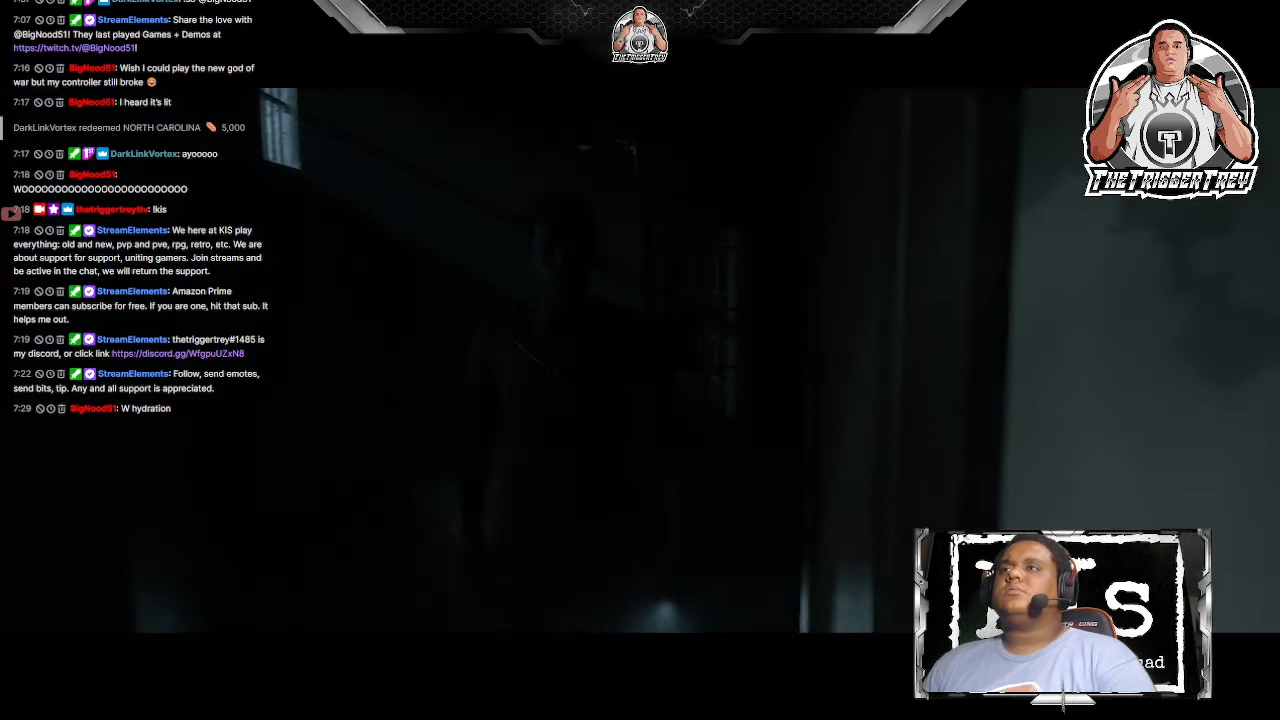 7:07 StreamElements: Share the love with
@BigNood51! They last played Games + Demos at
https://twitch.tv/@BigNood51!
7:16 BigNood51: Wish I could play the new god of
war but my controller still broke
7:17 BigNood51: I heard it's lit
DarkLinkVortex redeemed NORTH CAROLINA 5,000
7:17 DarkLinkVortex: ayooooo
7:18 BigNood51:
WOOOOOOOOOOOOOOOOOOOOOOOOO
7:18 thetriggertreyttv: !kis
7:18 StreamElements: We here at KIS play
everything: old and new, pvp and pve, rpg, retro, etc. We are
about support for support, uniting gamers. Join streams and
be active in the chat, we will return the support.
7:19 StreamElements: Amazon Prime
members can subscribe for free. If you are one, hit that sub. It
helps me out.
7:19 StreamElements: thetriggertrey#1485 is
my discord, or click link https://discord.gg/WfgpuUZxN8
7:22 StreamElements: Follow, send emotes,
send bits, tip. Any and all support is appreciated.
7:29 BigNood51: W hydration
THETRIGGERTREY
T
THETRIGGERTREY
S